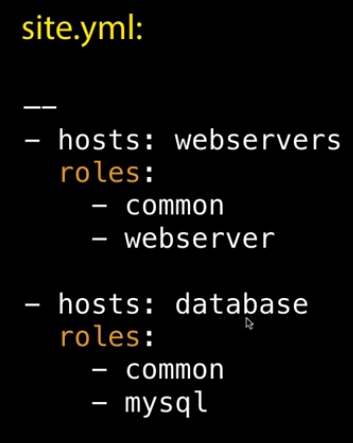 site.yml:
––
- hosts: webservers
roles:
- common
- webserver
- hosts: database
roles:
- common
- mysql